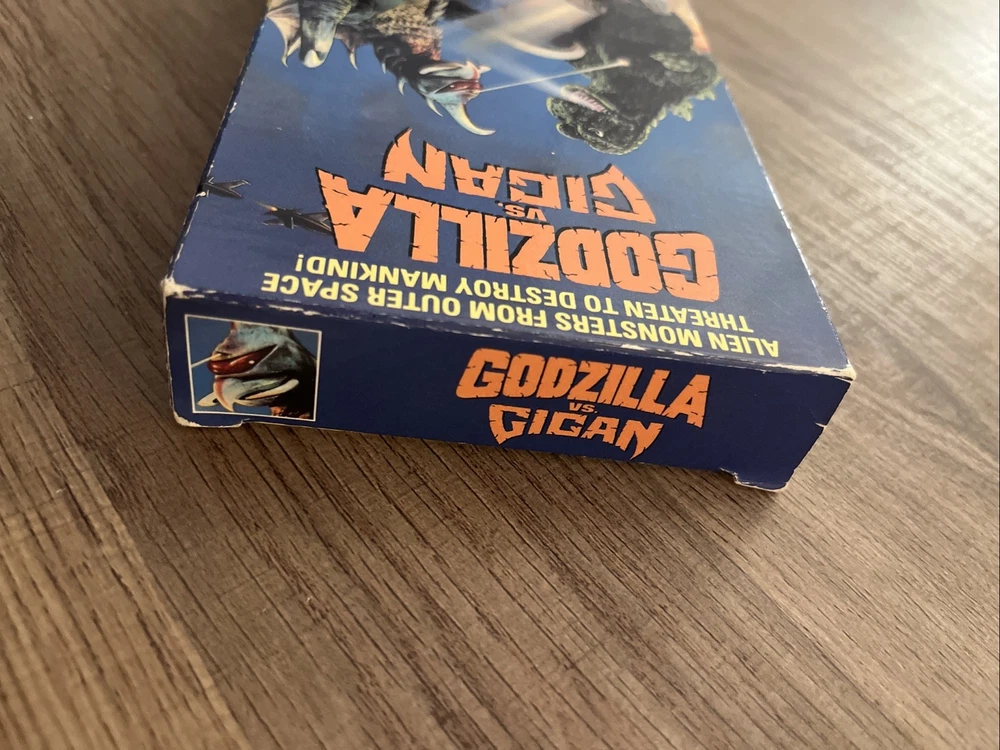 ALIEN MONSTERS FROM OUTER SPACE
THREATEN TO DESTROY MANKIND!
GODZILLA
VS.
GIGAN
GODZILLA
VS.
GIGAN